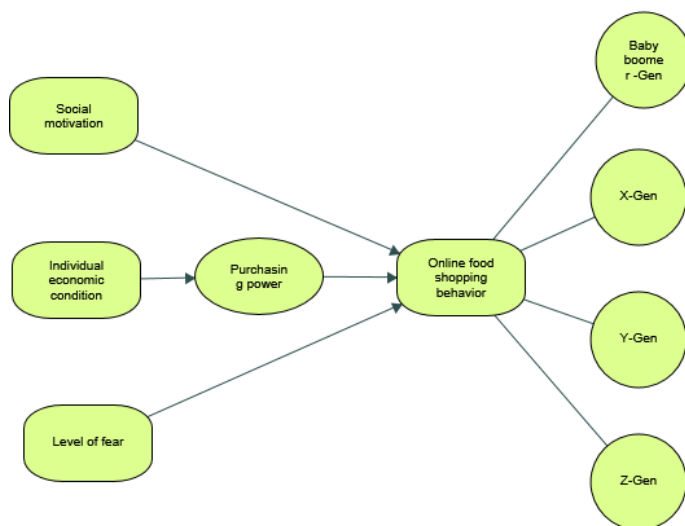 Baby
boome
r -Gen
Social
motivation
X-Gen
Individual
economic
condition
Purchasin
g power
Online food
shopping
behavior
Y-Gen
Level of fear
Z-Gen